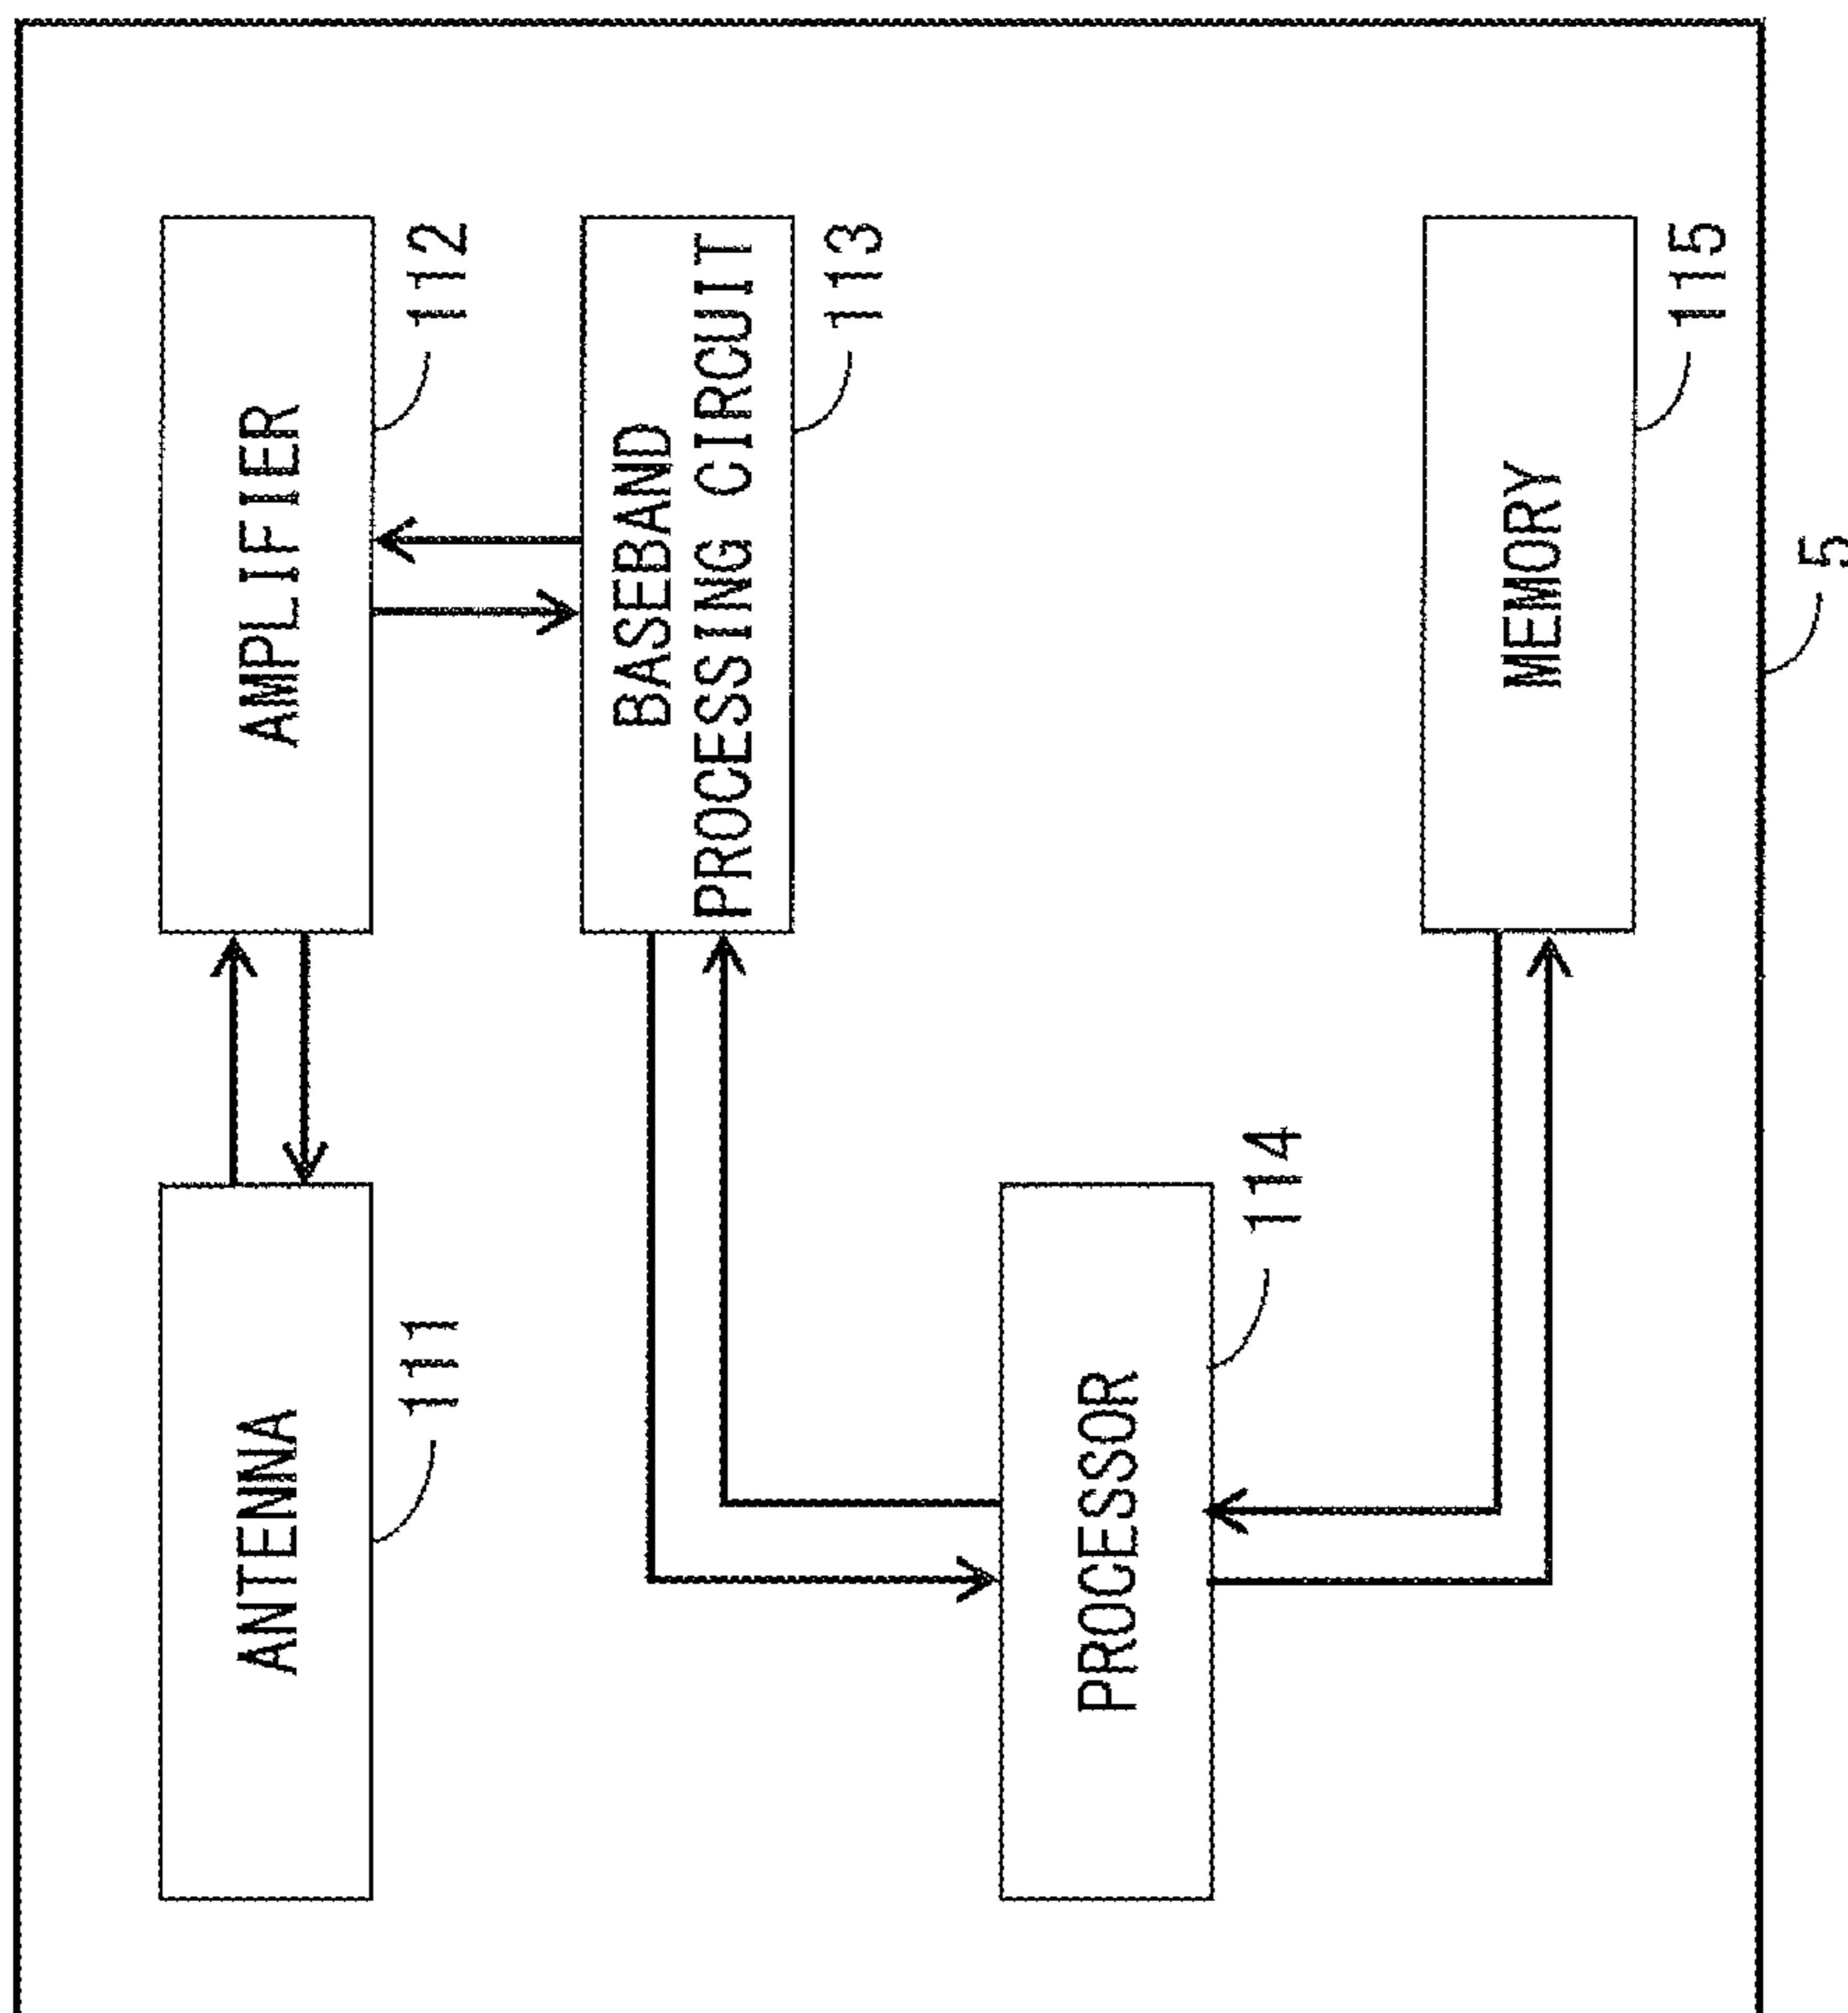 ANTENNA
111
AMPLIFIER
112
BASEBAND
PROCESSING CIRCUIT
113
PROCESSOR
114
MEMORY
115
5